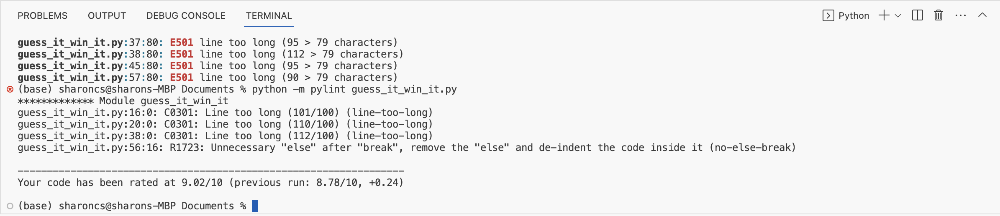 PROBLEMS OUTPUT DEBUG CONSOLE TERMINAL Python
guess_it_win_it.py:37:80: E501 line too long (95 > 79 characters)
guess_it_win_it.py:38:80: E501 line too long (112 > 79 characters)
guess_it_win_it.py:45:80: E501 line too long (95 > 79 characters)
guess_it_win_it.py:57:80: E501 line too long (90 > 79 characters)
(base) sharoncs@sharons-MBP Documents % python -m pylint guess_it_win_it.py
************* Module guess_it_win_it
guess_it_win_it.py:16:0: C0301: Line too long (101/100) (line-too-long)
guess_it_win_it.py:20:0: C0301: Line too long (110/100) (line-too-long)
guess_it_win_it.py:38:0: C0301: Line too long (112/100) (line-too-long)
guess_it_win_it.py:56:16: R1723: Unnecessary "else" after "break", remove the "else" and de-indent the code inside it (no-else-break)
------------------------------------------------------------------
Your code has been rated at 9.02/10 (previous run: 8.78/10, +0.24)
(base) sharoncs@sharons-MBP Documents %